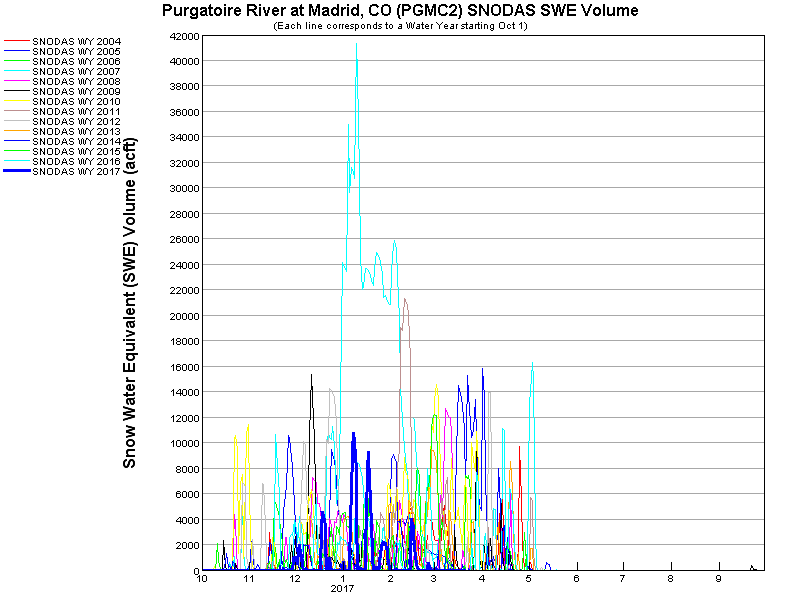 Purgatoire River at Madrid, CO (PGMC2) SNODAS SWE Volume
(Each line corresponds to a Water Year starting Oct 1)
SNODAS WY 2004
SNODAS WY 2005
SNODAS WY 2006
SNODAS WY 2007
SNODAS WY 2008
SNODAS WY 2009
SNODAS WY 2010
SNODAS WY 2011
SNODAS WY 2012
SNODAS WY 2013
SNODAS WY 2014
SNODAS WY 2015
SNODAS WY 2016
SNODAS WY 2017
Snow Water Equivalent (SWE) Volume (acft)
42000
40000
38000
36000
34000
32000
30000
28000
26000
24000
22000
20000
18000
16000
14000
12000
10000
8000
6000
4000
2000
0
10 11 12 1 2 3 4 5 6 7 8 9
2017